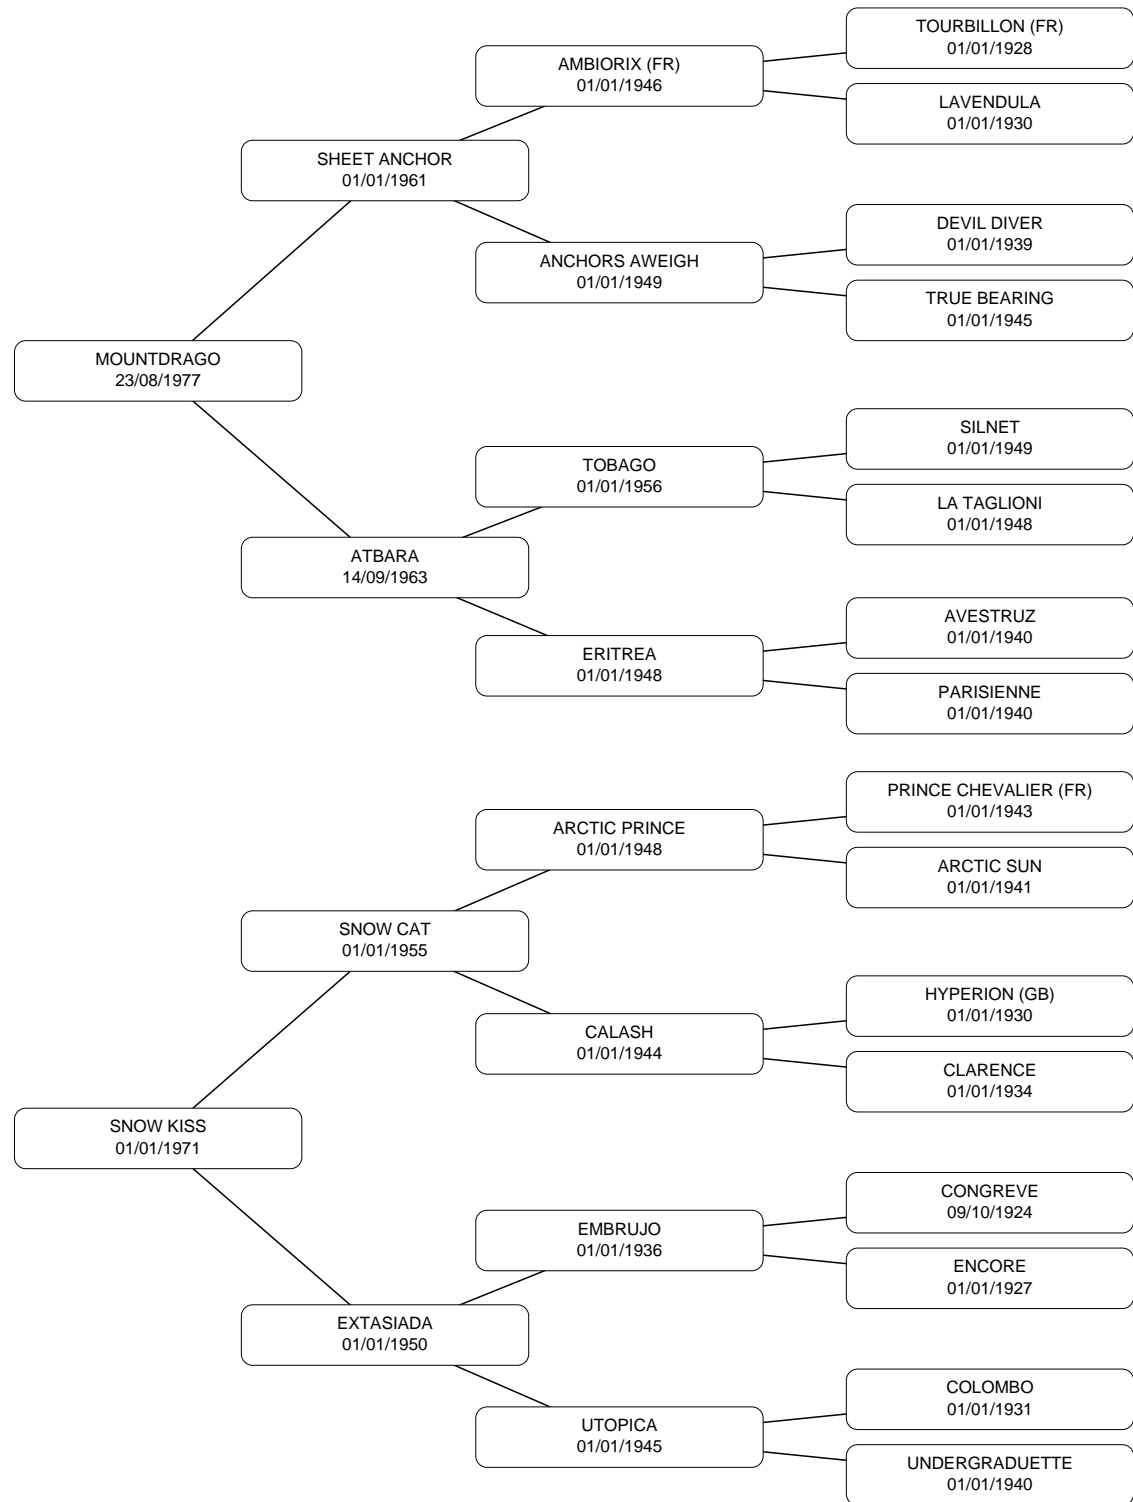 TOURBILLON (FR)
01/01/1928
AMBIORIX (FR)
01/01/1946
LAVENDULA
01/01/1930
SHEET ANCHOR
01/01/1961
DEVIL DIVER
01/01/1939
ANCHORS AWEIGH
01/01/1949
TRUE BEARING
01/01/1945
MOUNTDRAGO
23/08/1977
SILNET
01/01/1949
TOBAGO
01/01/1956
LA TAGLIONI
01/01/1948
ATBARA
14/09/1963
AVESTRUZ
01/01/1940
ERITREA
01/01/1948
PARISIENNE
01/01/1940
PRINCE CHEVALIER (FR)
01/01/1943
ARCTIC PRINCE
01/01/1948
ARCTIC SUN
01/01/1941
SNOW CAT
01/01/1955
HYPERION (GB)
01/01/1930
CALASH
01/01/1944
CLARENCE
01/01/1934
SNOW KISS
01/01/1971
CONGREVE
09/10/1924
EMBRUJO
01/01/1936
ENCORE
01/01/1927
EXTASIADA
01/01/1950
COLOMBO
01/01/1931
UTOPICA
01/01/1945
UNDERGRADUETTE
01/01/1940